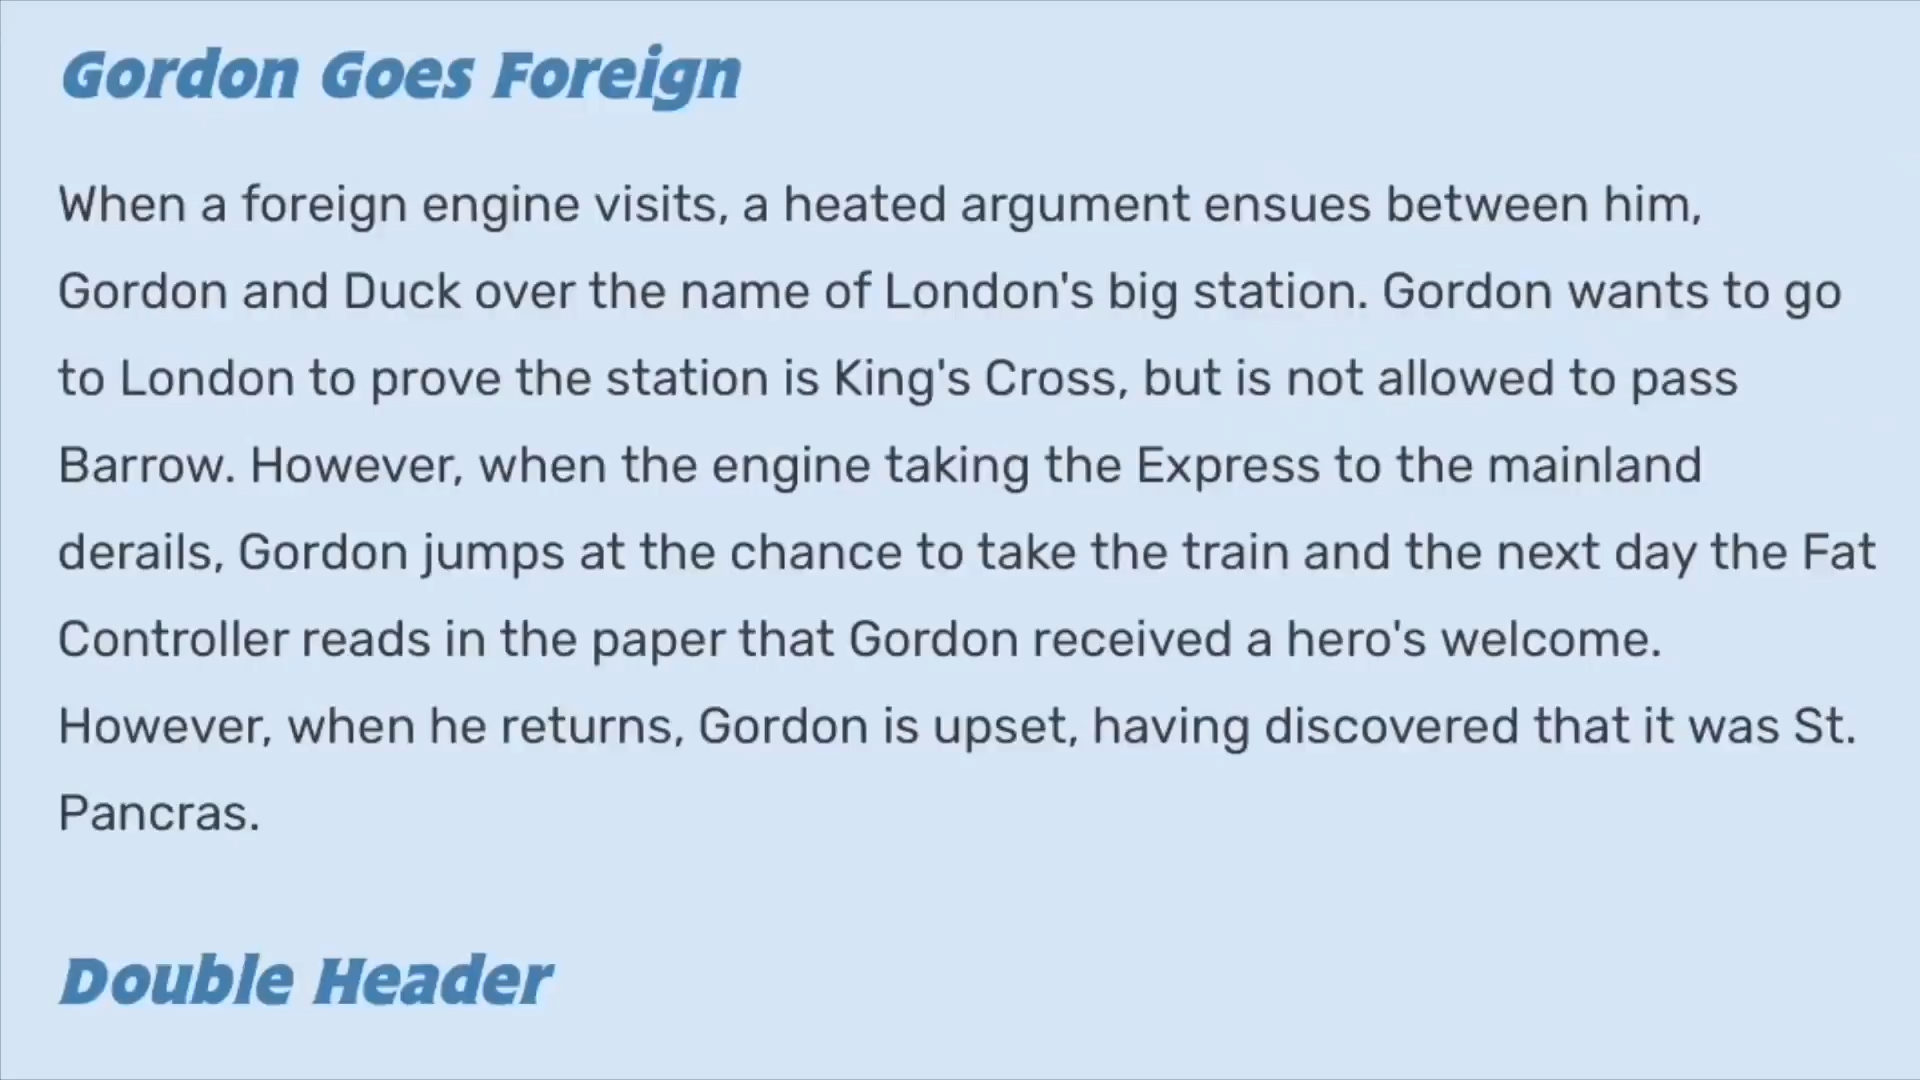 Gordon Goes Foreign
When a foreign engine visits, a heated argument ensues between him,
Gordon and Duck over the name of London's big station. Gordon wants to go
to London to prove the station is King's Cross, but is not allowed to pass
Barrow. However, when the engine taking the Express to the mainland
derails, Gordon jumps at the chance to take the train and the next day the Fat
Controller reads in the paper that Gordon received a hero's welcome.
However, when he returns, Gordon is upset, having discovered that it was St.
Pancras.
Double Header